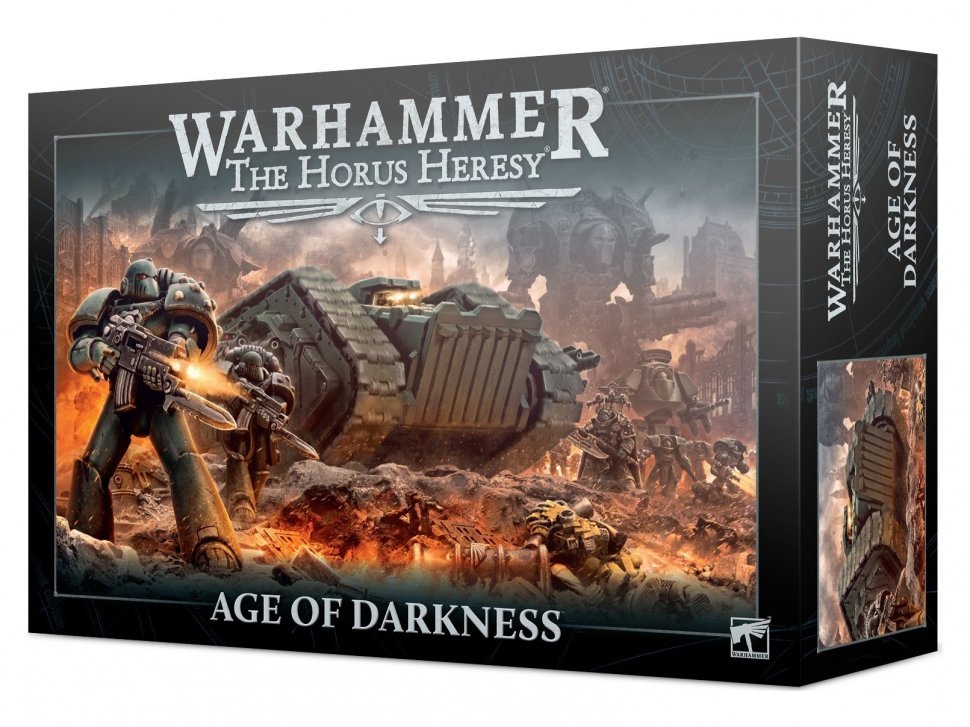 WARHAMMER®
THE HORUS HERESY®
AGE OF DARKNESS
WARHAMMER
WARHAMMER
THE HORUS HERESY
AGE OF
DARKNESS